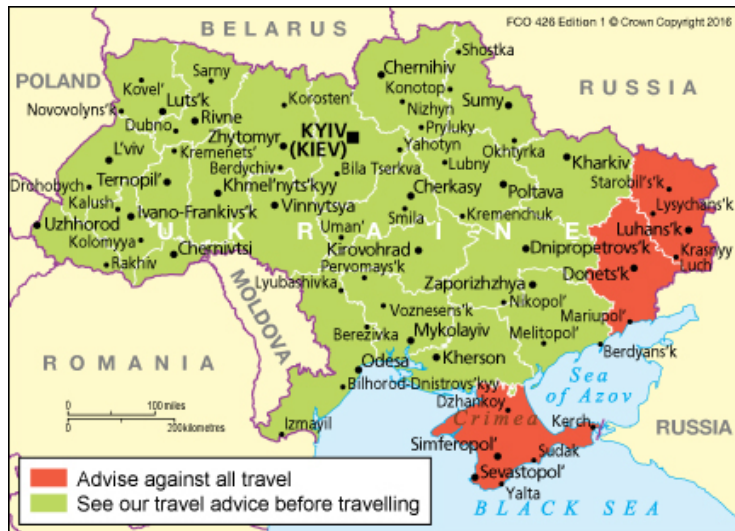 FCO 426 Edition 1 © Crown Copyright 2016
BELARUS
POLAND
RUSSIA
Shostka
Chernihiv
Konotop
Nizhyn
Sumy
Kovel'
Sarny
Novovolyns'k
Luts'k
Korosten'
Rivne
Dubno
Zhytomyr
KYIV
(KIEV)
Pryluky
Yahotyn
Okhtyrka
L'viv
Kremenets'
Berdychiv
Bila Tserkva
Lubny
Kharkiv
Starobil's'k
Drohobych
Ternopil'
Khmel'nyts'kyy
Cherkasy
Poltava
Lysychans'k
Kalush
Ivano-Frankivs'k
Vinnytsya
Smila
Kremenchuk
Luhans'k
Uzhhorod
UKRAINE
Kolomyya
Chernivtsi
Uman'
Kirovohrad
Dnipropetrovs'k
Krasnyy
Luch
Rakhiv
Pervomays'k
Donets'k
Lyubashivka
Zaporizhzhya
MOLDOVA
Voznesens'k
Nikopol'
Mariupol'
Berezivka
Mykolayiv
Melitopol'
Berdyans'k
ROMANIA
Odesa
Kherson
Bilhorod-Dnistrovs'kyy
Sea
of Azov
Dzhankoy
Crimea
Kerch
RUSSIA
0 100miles
0 200kilometres
Izmayil
Simferopol'
Sudak
Sevastopol'
Yalta
BLACK SEA
Advise against all travel
See our travel advice before travelling